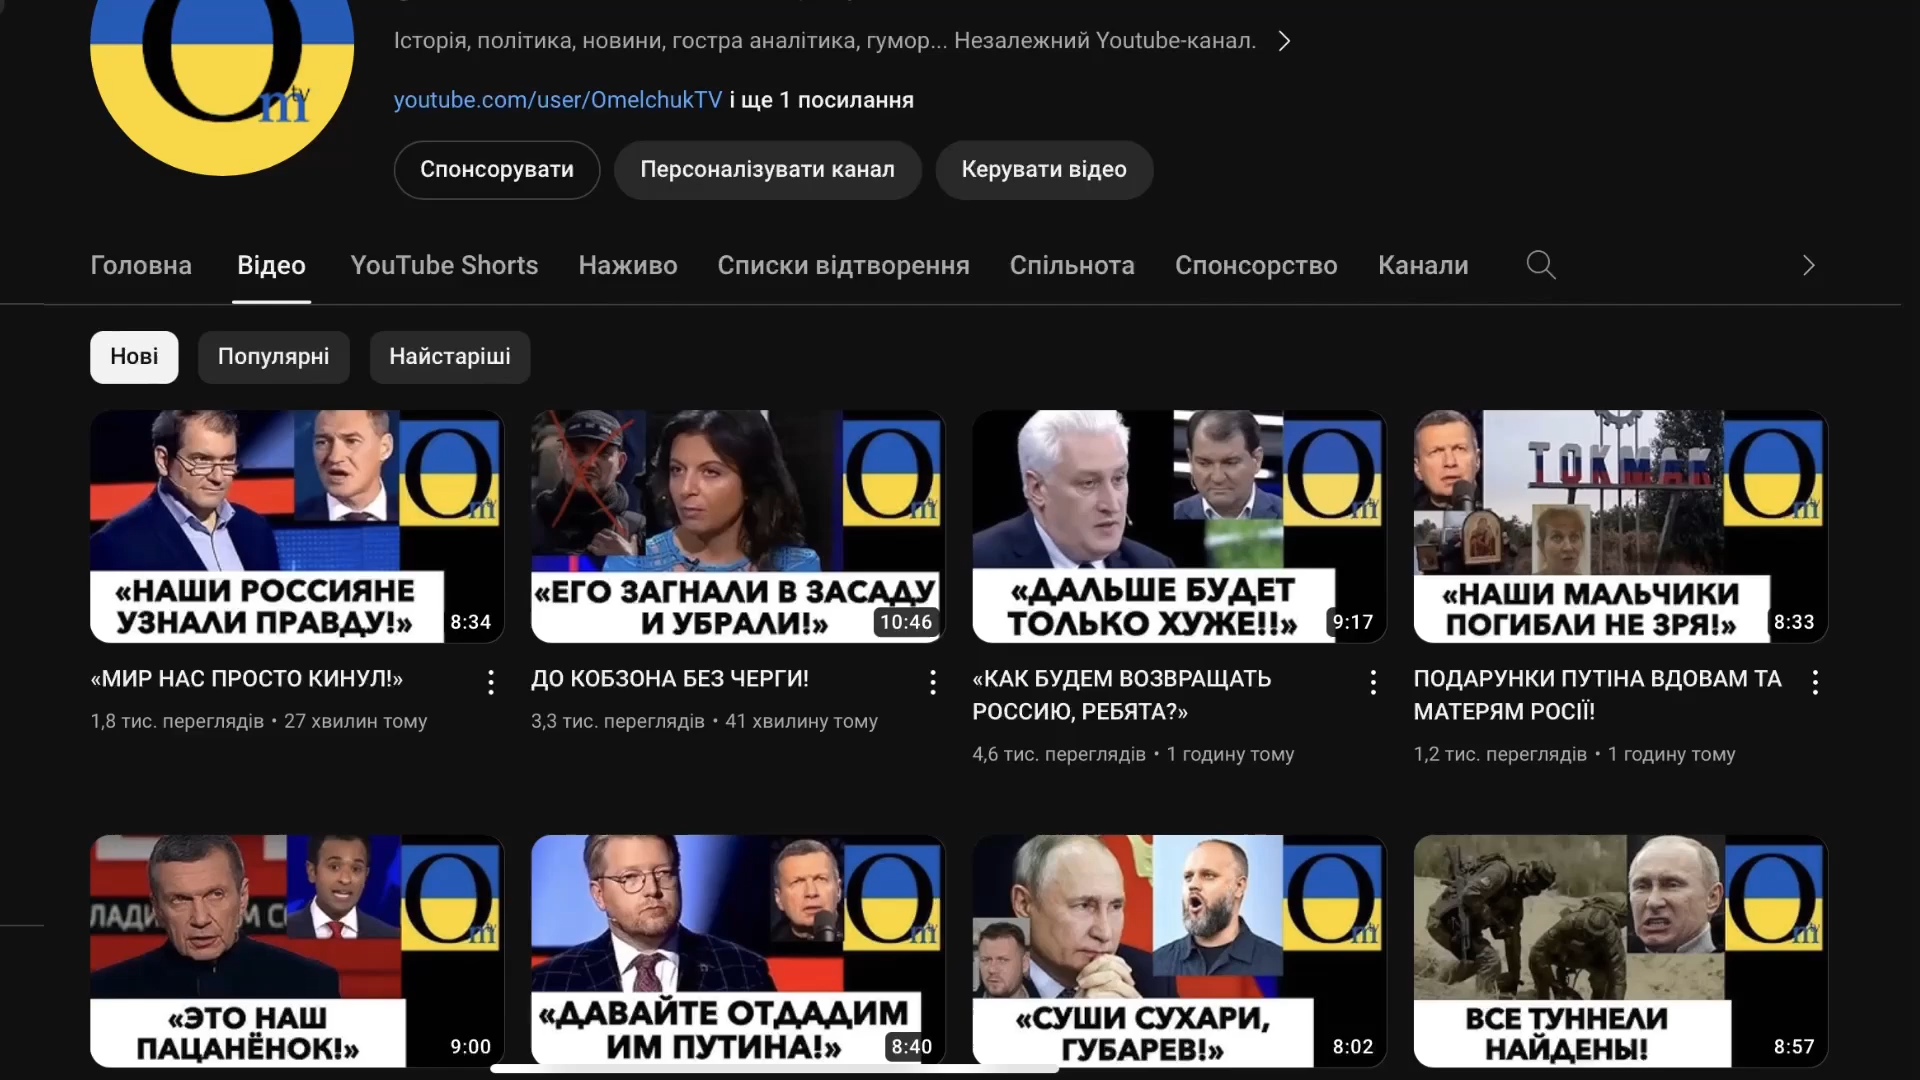 Історія, політика, новини, гостра аналітика, гумор... Незалежний Youtube-канал.
youtube.com/user/OmelchukTV і ще 1 посилання
Спонсорувати Персоналізувати канал Керувати відео
Головна Відео YouTube Shorts Наживо Списки відтворення Спільнота Спонсорство Канали
Нові Популярні Найстаріші
O
m
tv
ТОКМАК
«НАШИ РОССИЯНЕ
УЗНАЛИ ПРАВДУ!»
8:34
«ЕГО ЗАГНАЛИ В ЗАСАДУ
И УБРАЛИ!»
10:46
«ДАЛЬШЕ БУДЕТ
ТОЛЬКО ХУЖЕ!!»
9:17
«НАШИ МАЛЬЧИКИ
ПОГИБЛИ НЕ ЗРЯ!»
8:33
«МИР НАС ПРОСТО КИНУЛ!»
1,8 тис. переглядів • 27 хвилин тому
ДО КОБЗОНА БЕЗ ЧЕРГИ!
3,3 тис. переглядів • 41 хвилину тому
«КАК БУДЕМ ВОЗВРАЩАТЬ
РОССИЮ, РЕБЯТА?»
4,6 тис. переглядів • 1 годину тому
ПОДАРУНКИ ПУТІНА ВДОВАМ ТА
МАТЕРЯМ РОСІЇ!
1,2 тис. переглядів • 1 годину тому
«ЭТО НАШ
ПАЦАНЁНОК!»
9:00
«ДАВАЙТЕ ОТДАДИМ
ИМ ПУТИНА!»
8:40
«СУШИ СУХАРИ,
ГУБАРЕВ!»
8:02
ВСЕ ТУННЕЛИ
НАЙДЕНЫ!
8:57